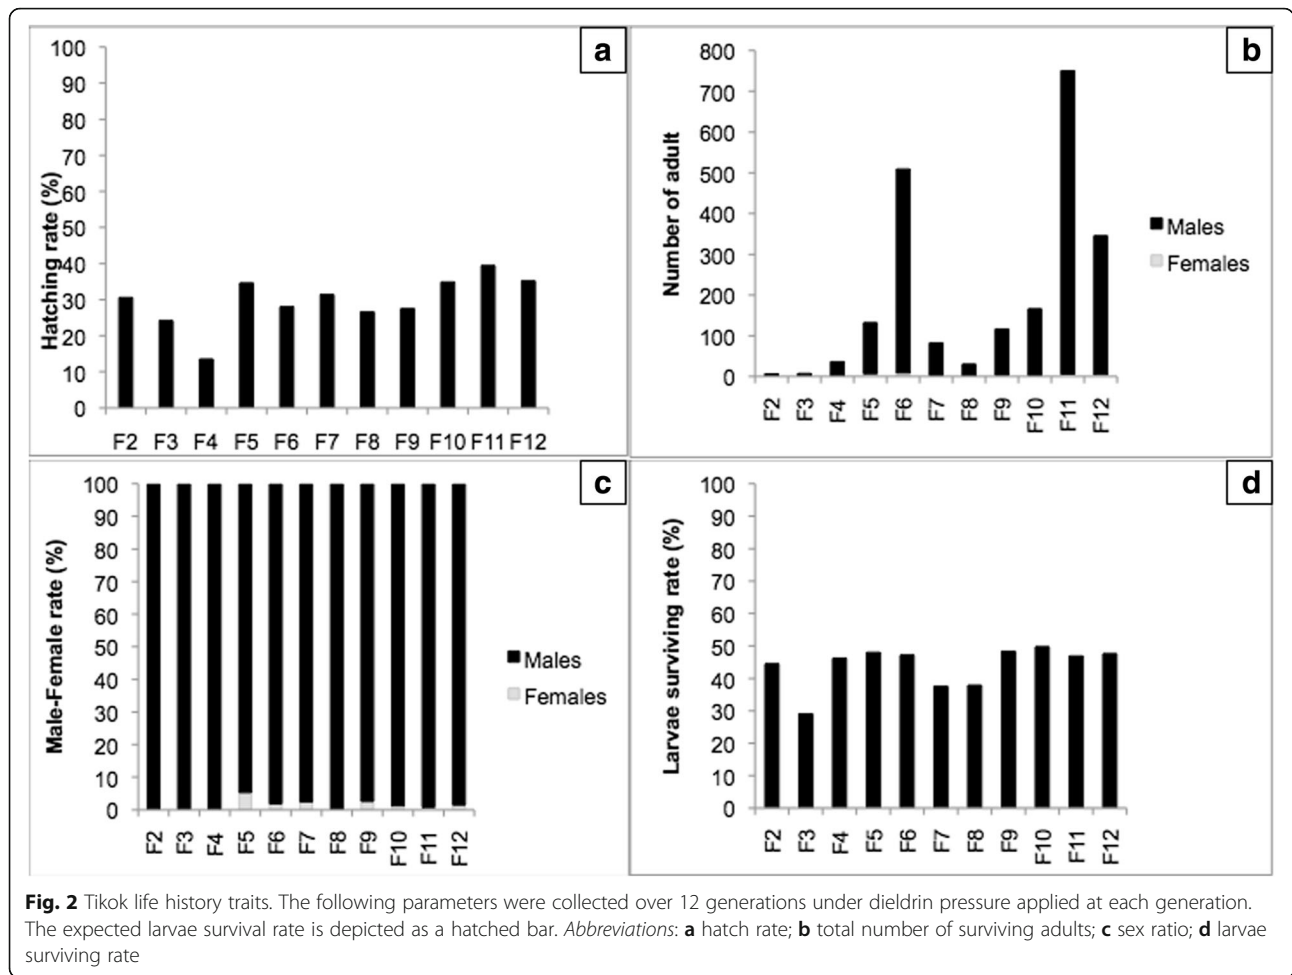 a
100
90
80
70
60
50
40
30
20
10
0
Hatching rate (%)
F2 F3 F4 F5 F6 F7 F8 F9 F10 F11 F12
b
800
700
600
500
400
300
200
100
0
Number of adult
F2 F3 F4 F5 F6 F7 F8 F9 F10 F11 F12
Males
Females
c
100
90
80
70
60
50
40
30
20
10
0
Male-Female rate (%)
F2 F3 F4 F5 F6 F7 F8 F9 F10 F11 F12
Males
Females
d
100
90
80
70
60
50
40
30
20
10
0
Larvae surviving rate (%)
F2 F3 F4 F5 F6 F7 F8 F9 F10 F11 F12
Fig. 2 Tikok life history traits. The following parameters were collected over 12 generations under dieldrin pressure applied at each generation.
The expected larvae survival rate is depicted as a hatched bar. Abbreviations: a hatch rate; b total number of surviving adults; c sex ratio; d larvae
surviving rate